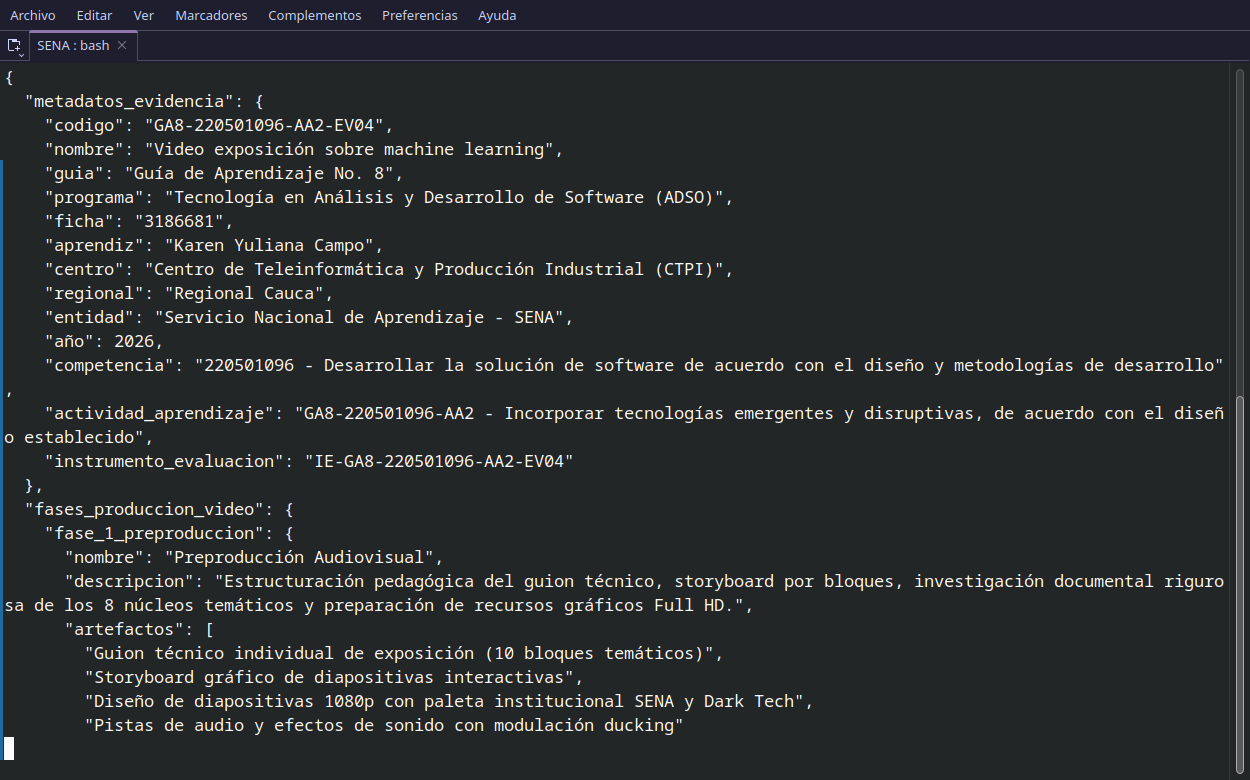 Archivo Editar Ver Marcadores Complementos Preferencias Ayuda
SENA : bash
{
  "metadatos_evidencia": {
    "codigo": "GA8-220501096-AA2-EV04",
    "nombre": "Video exposición sobre machine learning",
    "guia": "Guía de Aprendizaje No. 8",
    "programa": "Tecnología en Análisis y Desarrollo de Software (ADSO)",
    "ficha": "3186681",
    "aprendiz": "Karen Yuliana Campo",
    "centro": "Centro de Teleinformática y Producción Industrial (CTPI)",
    "regional": "Regional Cauca",
    "entidad": "Servicio Nacional de Aprendizaje - SENA",
    "año": 2026,
    "competencia": "220501096 - Desarrollar la solución de software de acuerdo con el diseño y metodologías de desarrollo"
,
    "actividad_aprendizaje": "GA8-220501096-AA2 - Incorporar tecnologías emergentes y disruptivas, de acuerdo con el diseñ
o establecido",
    "instrumento_evaluacion": "IE-GA8-220501096-AA2-EV04"
  },
  "fases_produccion_video": {
    "fase_1_preproduccion": {
      "nombre": "Preproducción Audiovisual",
      "descripcion": "Estructuración pedagógica del guion técnico, storyboard por bloques, investigación documental riguro
sa de los 8 núcleos temáticos y preparación de recursos gráficos Full HD.",
      "artefactos": [
        "Guion técnico individual de exposición (10 bloques temáticos)",
        "Storyboard gráfico de diapositivas interactivas",
        "Diseño de diapositivas 1080p con paleta institucional SENA y Dark Tech",
        "Pistas de audio y efectos de sonido con modulación ducking"